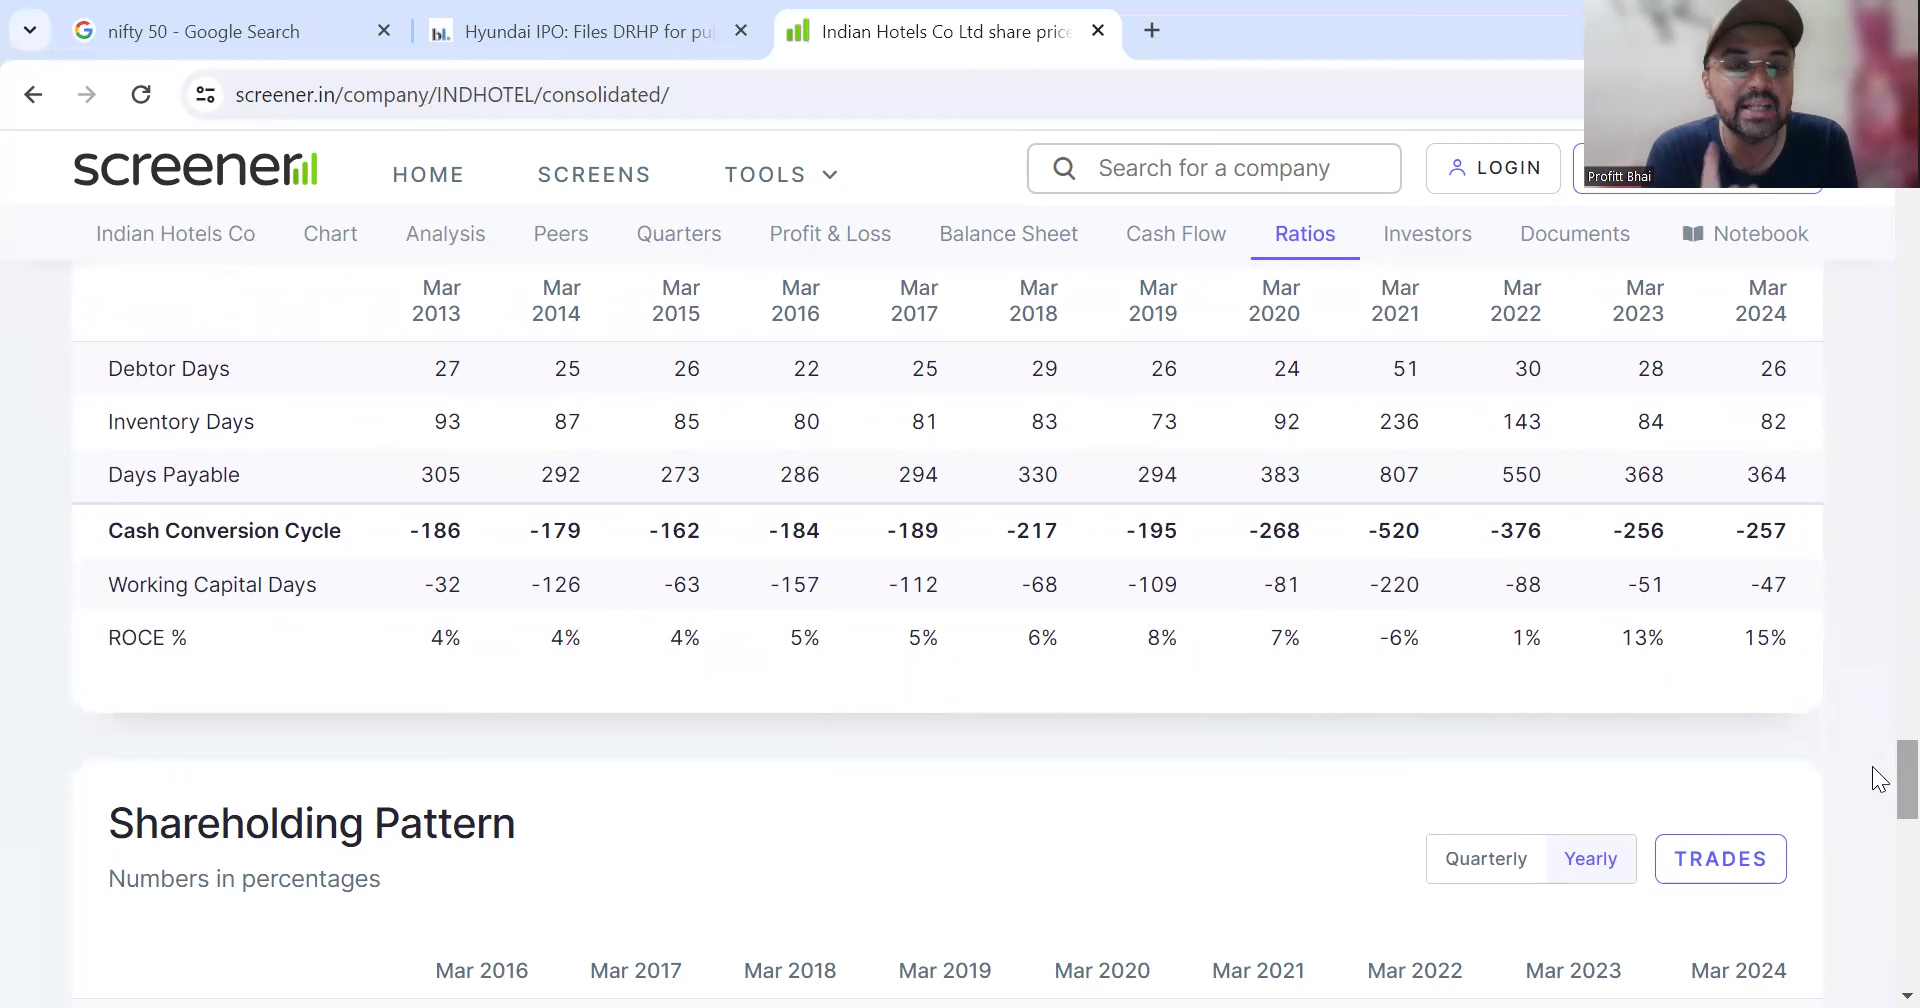 nifty 50 - Google Search
Hyundai IPO: Files DRHP for pu
Indian Hotels Co Ltd share price
screener.in/company/INDHOTEL/consolidated/
Profitt Bhai
screener
HOME SCREENS TOOLS
Search for a company
LOGIN
Indian Hotels Co Chart Analysis Peers Quarters Profit & Loss Balance Sheet Cash Flow Ratios Investors Documents Notebook
Mar 2013 Mar 2014 Mar 2015 Mar 2016 Mar 2017 Mar 2018 Mar 2019 Mar 2020 Mar 2021 Mar 2022 Mar 2023 Mar 2024
Debtor Days 27 25 26 22 25 29 26 24 51 30 28 26
Inventory Days 93 87 85 80 81 83 73 92 236 143 84 82
Days Payable 305 292 273 286 294 330 294 383 807 550 368 364
Cash Conversion Cycle -186 -179 -162 -184 -189 -217 -195 -268 -520 -376 -256 -257
Working Capital Days -32 -126 -63 -157 -112 -68 -109 -81 -220 -88 -51 -47
ROCE % 4% 4% 4% 5% 5% 6% 8% 7% -6% 1% 13% 15%
Shareholding Pattern
Numbers in percentages
Quarterly Yearly TRADES
Mar 2016 Mar 2017 Mar 2018 Mar 2019 Mar 2020 Mar 2021 Mar 2022 Mar 2023 Mar 2024